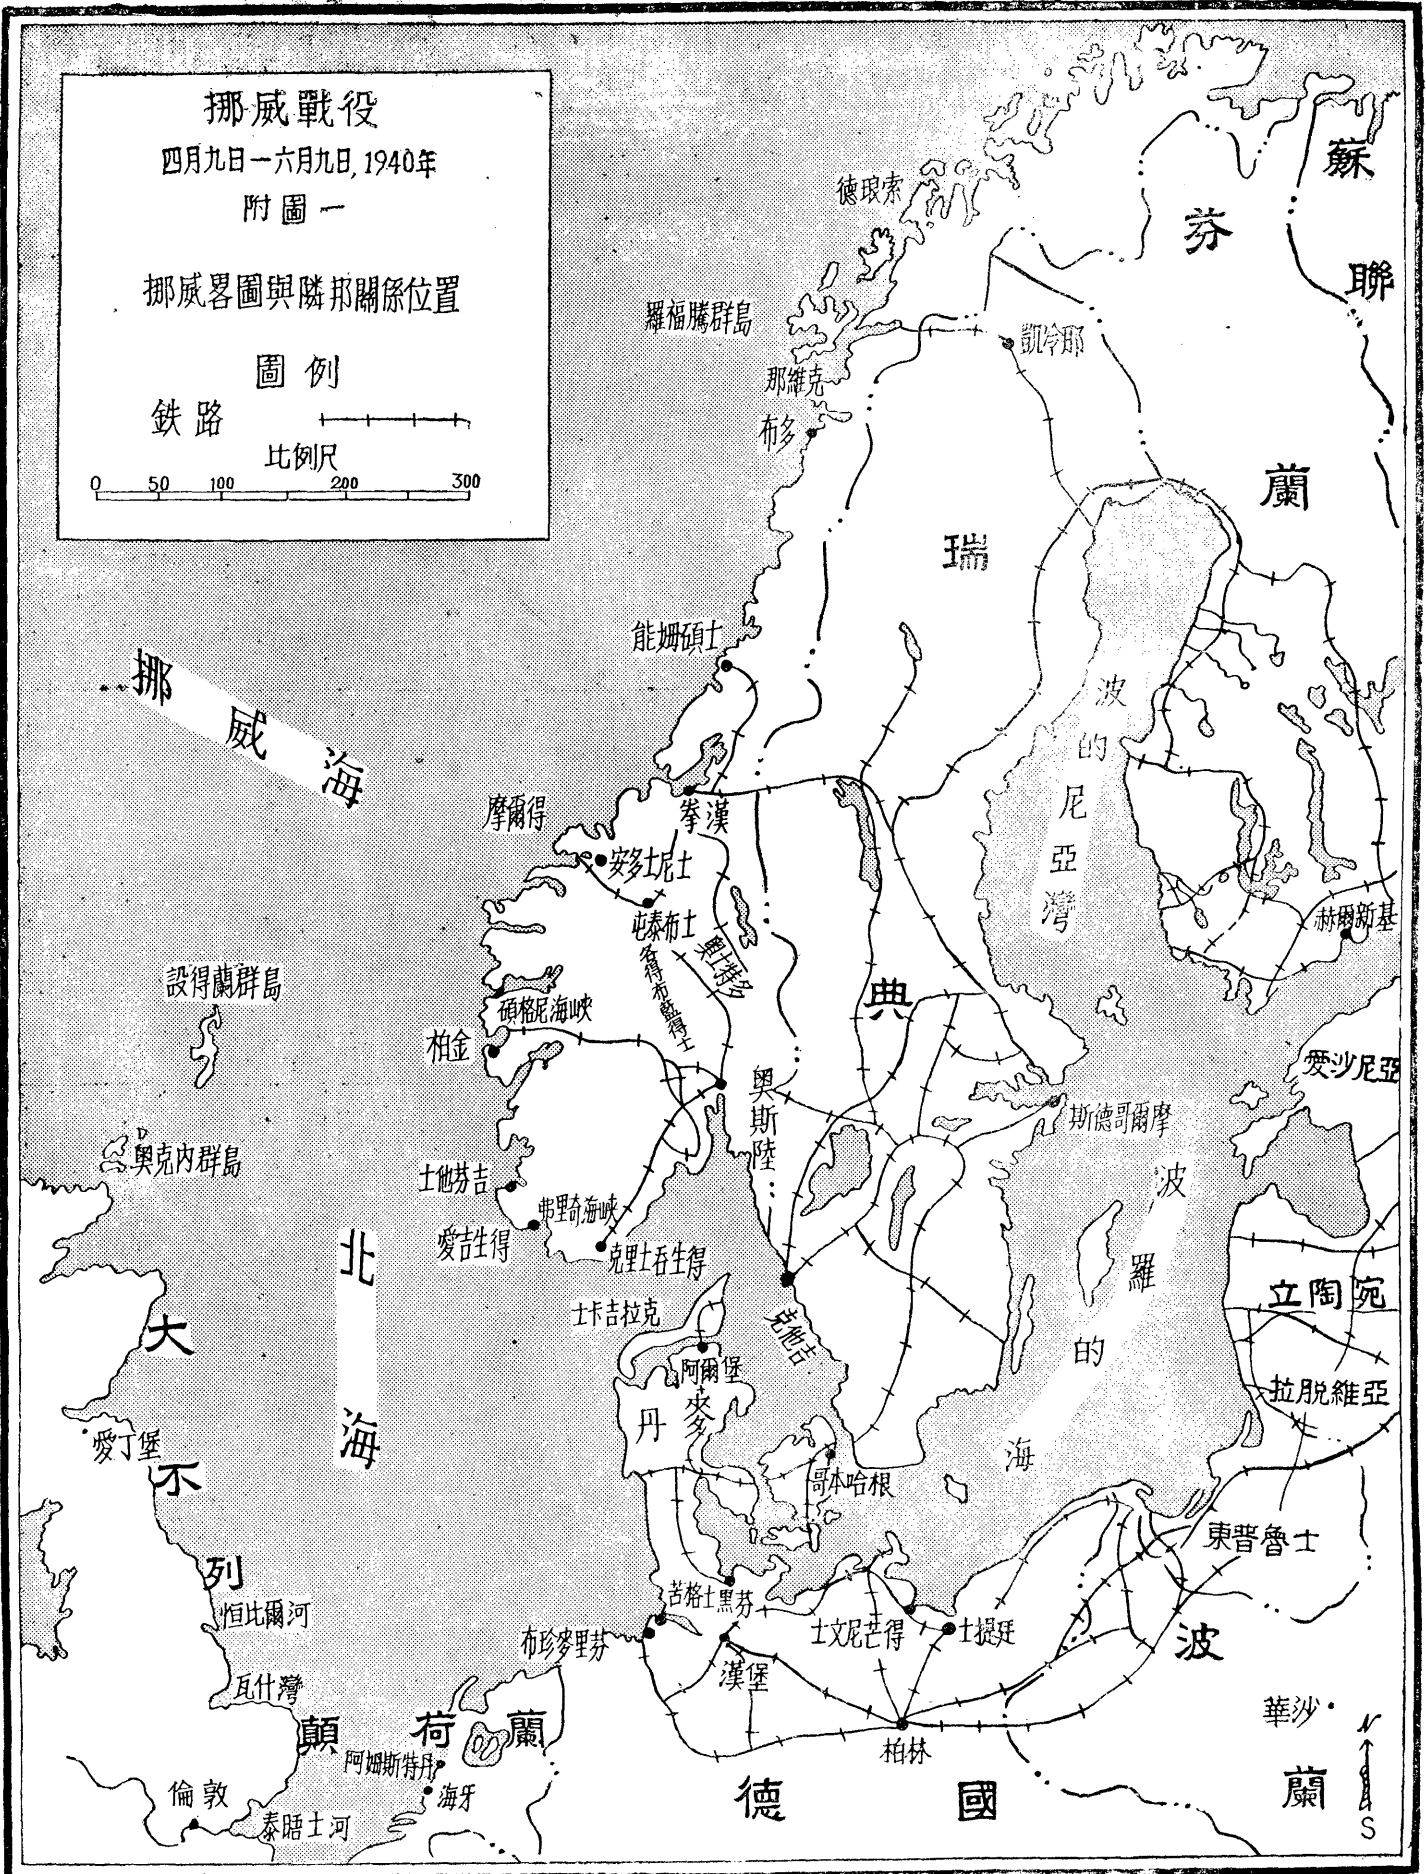 挪威戰役
四月九日一六月九日,1940年
附圖一
挪威畧圖與隣邦關係位置
圖例
鉄路
比例尺
0 50 100 200 300
蘇
聯
芬
蘭
德琅索
羅福騰群島
凱冷耶
那維克
布多
瑞
典
能姆碩士
挪威海
波的尼亞灣
摩爾得
拳漢
安多士尼士
屯泰布士
各得布藍得士
奧士特多
赫爾新基
設得蘭群島
碩格尼海峽
柏金
愛沙尼亞
奧斯陸
斯德哥爾摩
奧克內群島
士他芬吉
弗里奇海峽
愛吉生得
克里士吞生得
北海
波羅的海
立陶宛
士卡吉拉克
克他吉
大不列顛
阿爾堡
丹麥
拉脱維亞
愛丁堡
哥本哈根
東普魯士
恒比爾河
苦格士黑芬
布珍麥里芬
士文尼芒得
士提廷
波蘭
漢堡
瓦什灣
荷蘭
華沙
N
阿姆斯特丹
柏林
倫敦
海牙
德國
泰晤士河
S